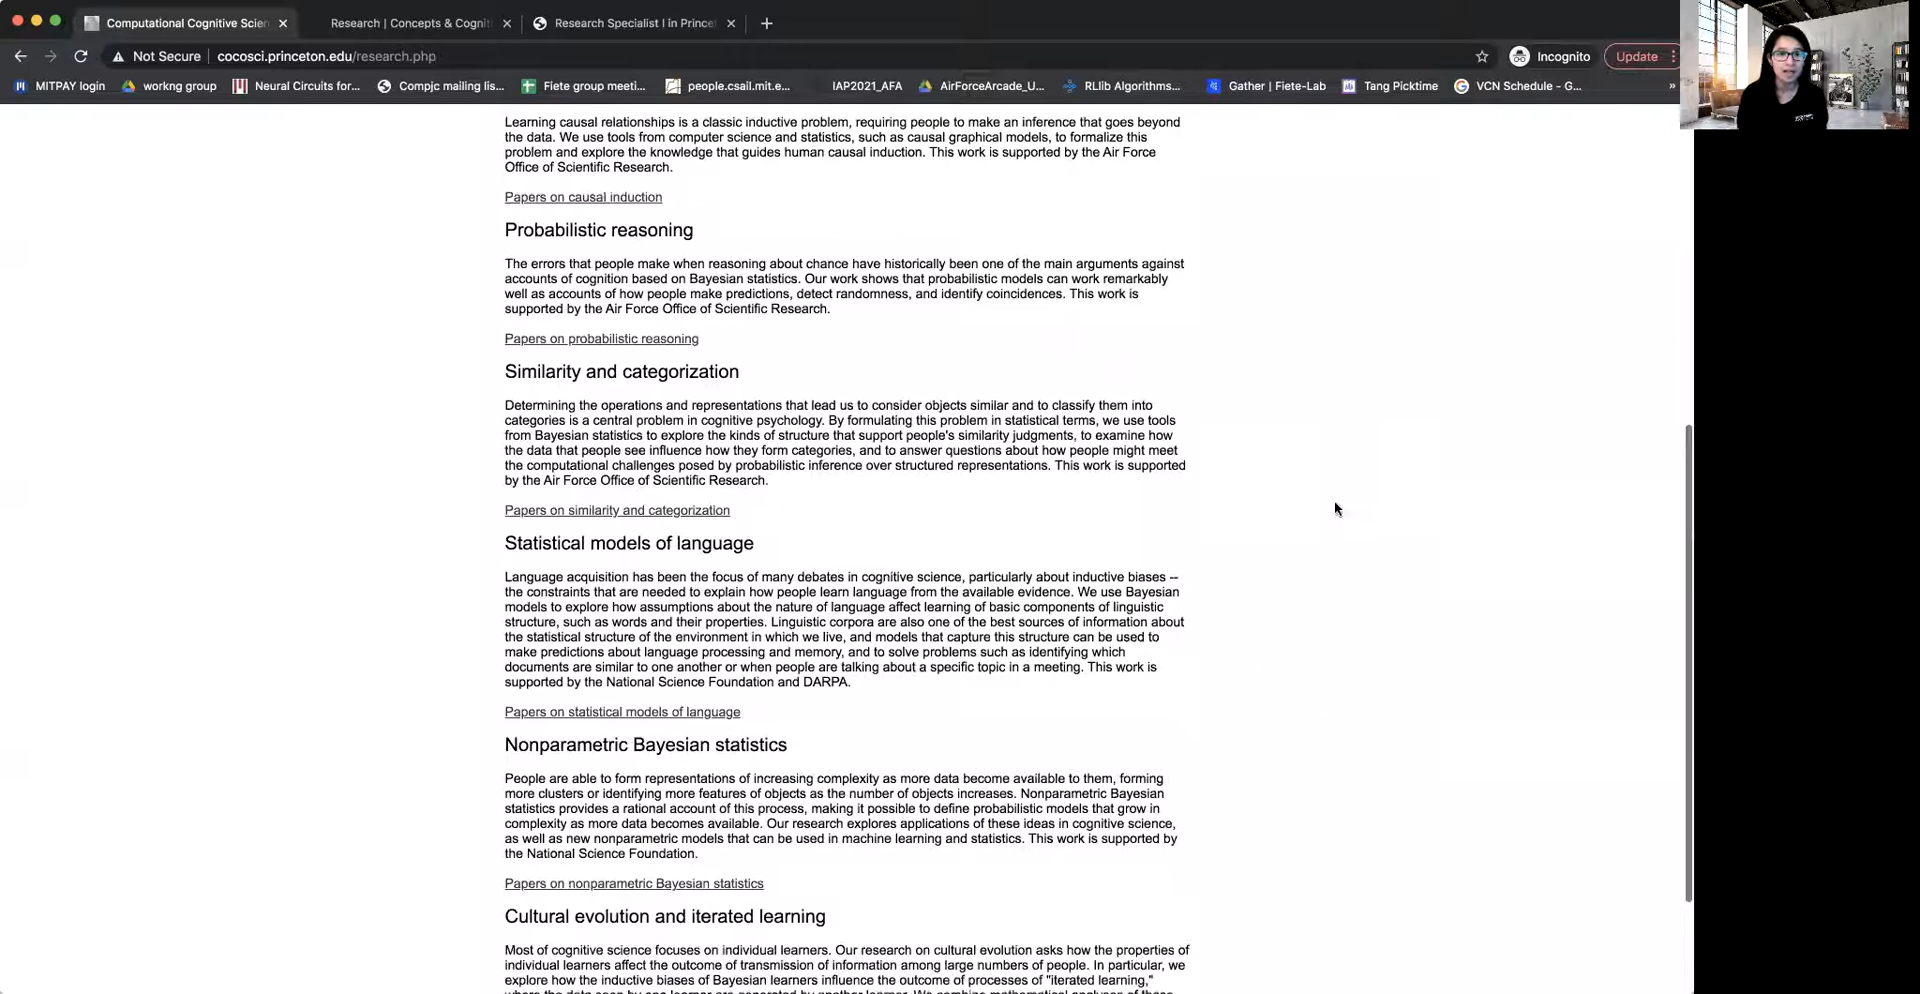 Computational Cognitive Scien
Research | Concepts & Cognit
Research Specialist I in Prince
Not Secure
cocosci.princeton.edu/research.php
Incognito
Update
MITPAY login
workng group
Neural Circuits for...
Compjc mailing lis...
Fiete group meeti...
people.csail.mit.e...
IAP2021_AFA
AirForceArcade_U...
RLlib Algorithms...
Gather | Fiete-Lab
Tang Picktime
VCN Schedule - G...
»
Learning causal relationships is a classic inductive problem, requiring people to make an inference that goes beyond
the data. We use tools from computer science and statistics, such as causal graphical models, to formalize this
problem and explore the knowledge that guides human causal induction. This work is supported by the Air Force
Office of Scientific Research.
Papers on causal induction
Probabilistic reasoning
The errors that people make when reasoning about chance have historically been one of the main arguments against
accounts of cognition based on Bayesian statistics. Our work shows that probabilistic models can work remarkably
well as accounts of how people make predictions, detect randomness, and identify coincidences. This work is
supported by the Air Force Office of Scientific Research.
Papers on probabilistic reasoning
Similarity and categorization
Determining the operations and representations that lead us to consider objects similar and to classify them into
categories is a central problem in cognitive psychology. By formulating this problem in statistical terms, we use tools
from Bayesian statistics to explore the kinds of structure that support people's similarity judgments, to examine how
the data that people see influence how they form categories, and to answer questions about how people might meet
the computational challenges posed by probabilistic inference over structured representations. This work is supported
by the Air Force Office of Scientific Research.
Papers on similarity and categorization
Statistical models of language
Language acquisition has been the focus of many debates in cognitive science, particularly about inductive biases --
the constraints that are needed to explain how people learn language from the available evidence. We use Bayesian
models to explore how assumptions about the nature of language affect learning of basic components of linguistic
structure, such as words and their properties. Linguistic corpora are also one of the best sources of information about
the statistical structure of the environment in which we live, and models that capture this structure can be used to
make predictions about language processing and memory, and to solve problems such as identifying which
documents are similar to one another or when people are talking about a specific topic in a meeting. This work is
supported by the National Science Foundation and DARPA.
Papers on statistical models of language
Nonparametric Bayesian statistics
People are able to form representations of increasing complexity as more data become available to them, forming
more clusters or identifying more features of objects as the number of objects increases. Nonparametric Bayesian
statistics provides a rational account of this process, making it possible to define probabilistic models that grow in
complexity as more data becomes available. Our research explores applications of these ideas in cognitive science,
as well as new nonparametric models that can be used in machine learning and statistics. This work is supported by
the National Science Foundation.
Papers on nonparametric Bayesian statistics
Cultural evolution and iterated learning
Most of cognitive science focuses on individual learners. Our research on cultural evolution asks how the properties of
individual learners affect the outcome of transmission of information among large numbers of people. In particular, we
explore how the inductive biases of Bayesian learners influence the outcome of processes of "iterated learning,"